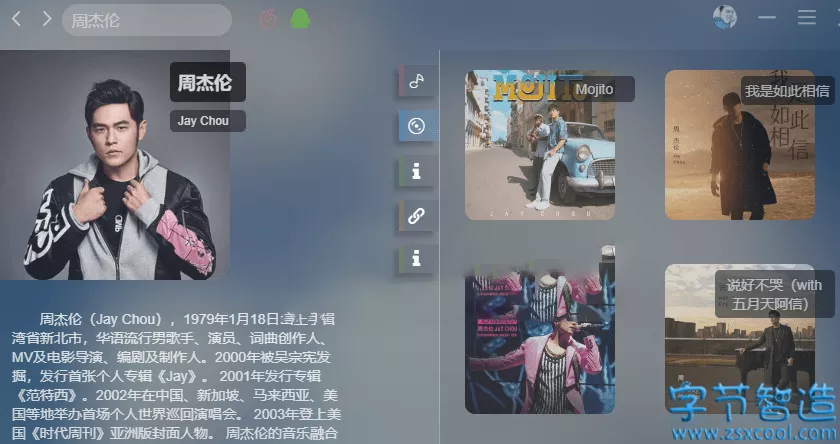 周杰伦
周杰伦
Jay Chou
周杰伦（Jay Chou），1979年1月18日
湾省新北市，华语流行男歌手、演员、词曲创作人、
MV及电影导演、编剧及制作人。2000年被吴宗宪发
掘，发行首张个人专辑《Jay》。 2001年发行专辑
《范特西》。2002年在中国、新加坡、马来西亚、美
国等地举办首场个人世界巡回演唱会。 2003年登上美
国《时代周刊》亚洲版封面人物。 周杰伦的音乐融合
MOJITO
Mojito
JAY CHOU
我是如此相信
我是如此相信
周杰伦
Jay Chou
周杰伦 JAY CHOU
说好不哭（with
五月天阿信）
字节智造
www.zsxcool.com